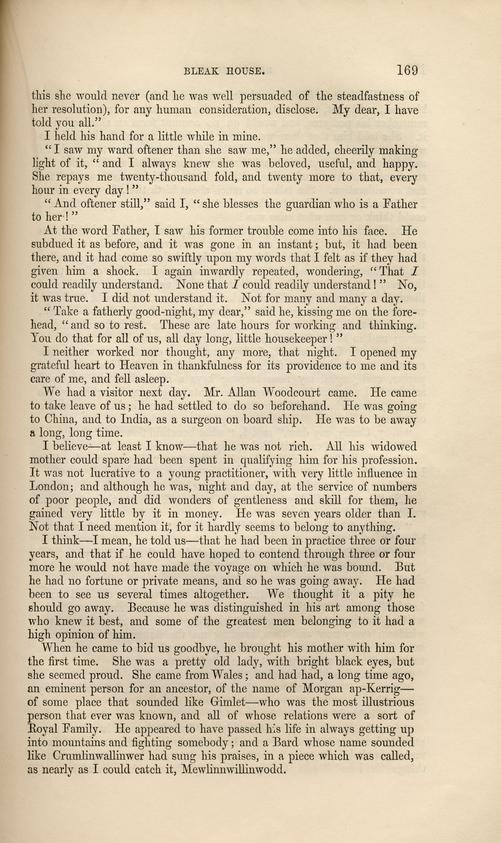 BLEAK HOUSE. 169
this she would never (and he was well persuaded of the steadfastness of
her resolution), for any human consideration, disclose. My dear, I have
told you all."
I held his hand for a little while in mine.
"I saw my ward oftener than she saw me," he added, cheerily making
light of it, "and I always knew she was beloved, useful, and happy.
She repays me twenty-thousand fold, and twenty more to that, every
hour in every day!"
"And oftener still," said I, "she blesses the guardian who is a Father
to her!"
At the word Father, I saw his former trouble come into his face. He
subdued it as before, and it was gone in an instant; but, it had been
there, and it had come so swiftly upon my words that I felt as if they had
given him a shock. I again inwardly repeated, wondering, "That I
could readily understand. None that I could readily understand!" No,
it was true. I did not understand it. Not for many and many a day.
"Take a fatherly good-night, my dear," said he, kissing me on the fore-
head, "and so to rest. These are late hours for working and thinking.
You do that for all of us, all day long, little housekeeper!"
I neither worked nor thought, any more, that night. I opened my
grateful heart to Heaven in thankfulness for its providence to me and its
care of me, and fell asleep.
We had a visitor next day. Mr. Allan Woodcourt came. He came
to take leave of us; he had settled to do so beforehand. He was going
to China, and to India, as a surgeon on board ship. He was to be away
a long, long time.
I believe—at least I know—that he was not rich. All his widowed
mother could spare had been spent in qualifying him for his profession.
It was not lucrative to a young practitioner, with very little influence in
London; and although he was, night and day, at the service of numbers
of poor people, and did wonders of gentleness and skill for them, he
gained very little by it in money. He was seven years older than I.
Not that I need mention it, for it hardly seems to belong to anything.
I think—I mean, he told us—that he had been in practice three or four
years, and that if he could have hoped to contend through three or four
more he would not have made the voyage on which he was bound. But
he had no fortune or private means, and so he was going away. He had
been to see us several times altogether. We thought it a pity he
should go away. Because he was distinguished in his art among those
who knew it best, and some of the greatest men belonging to it had a
high opinion of him.
When he came to bid us goodbye, he brought his mother with him for
the first time. She was a pretty old lady, with bright black eyes, but
she seemed proud. She came from Wales; and had had, a long time ago,
an eminent person for an ancestor, of the name of Morgan ap-Kerrig—
of some place that sounded like Gimlet—who was the most illustrious
person that ever was known, and all of whose relations were a sort of
Royal Family. He appeared to have passed his life in always getting up
into mountains and fighting somebody; and a Bard whose name sounded
like Crumlinwallinwer had sung his praises, in a piece which was called,
as nearly as I could catch it, Mewlinnwillinwodd.